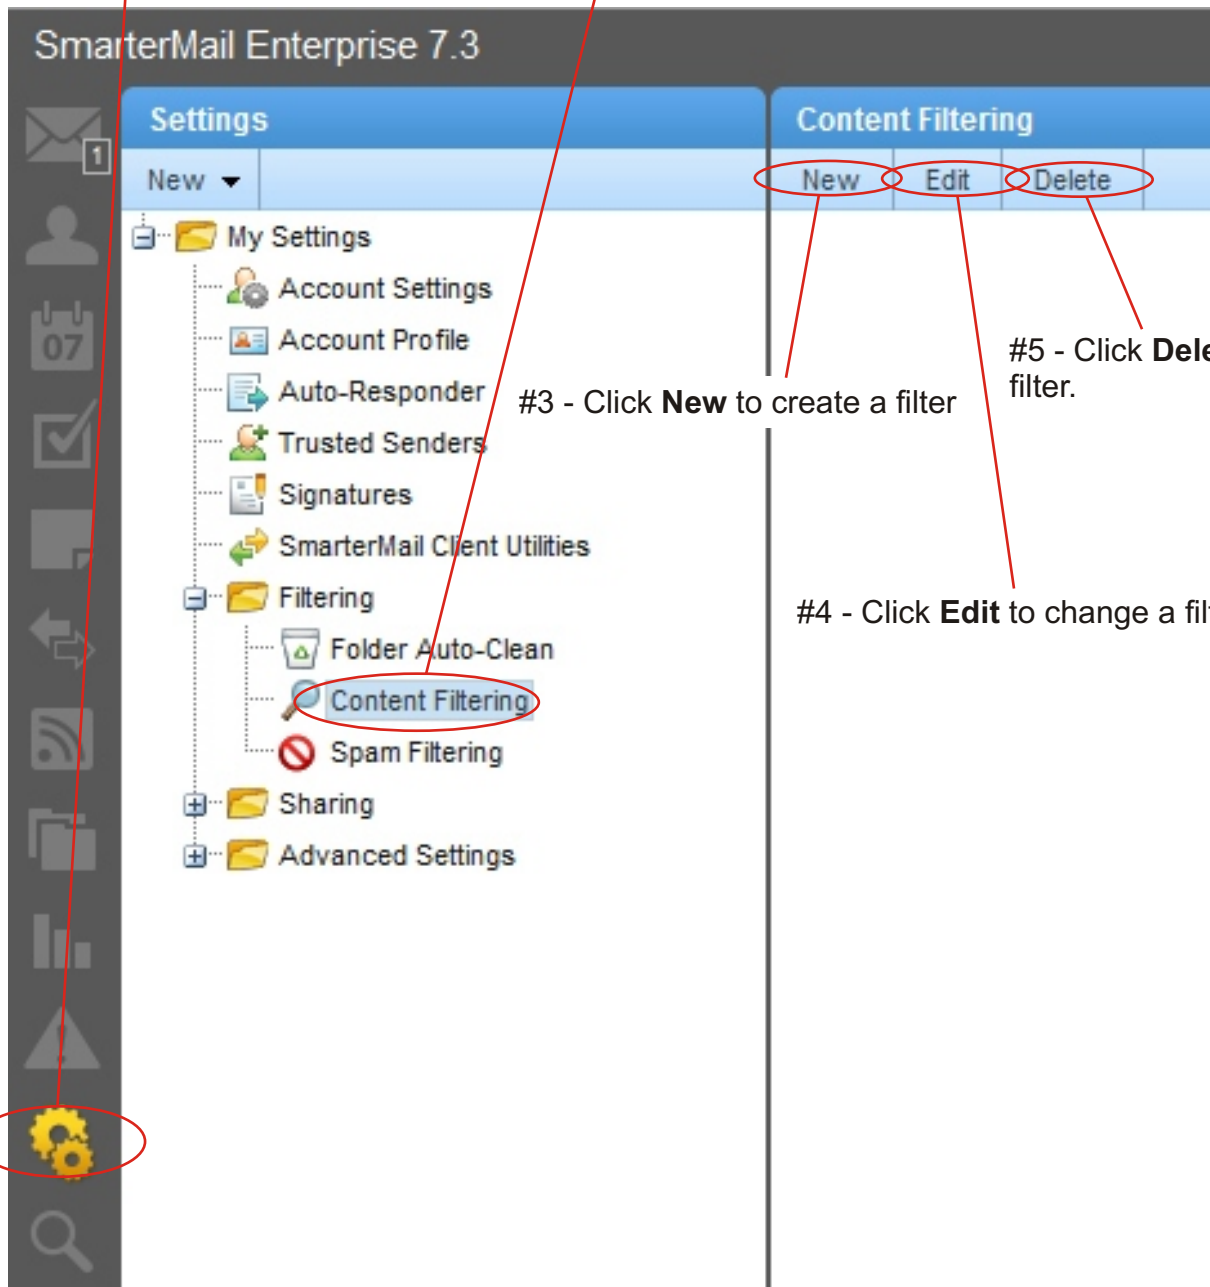 SmarterMail Enterprise 7.3
Settings
Content Filtering
1
New
New Edit Delete
My Settings
Account Settings
07
Account Profile
#5 - Click Dele
filter.
Auto-Responder
#3 - Click New to create a filter
Trusted Senders
Signatures
SmarterMail Client Utilities
Filtering
#4 - Click Edit to change a fil
Folder Auto-Clean
Content Filtering
Spam Filtering
Sharing
Advanced Settings